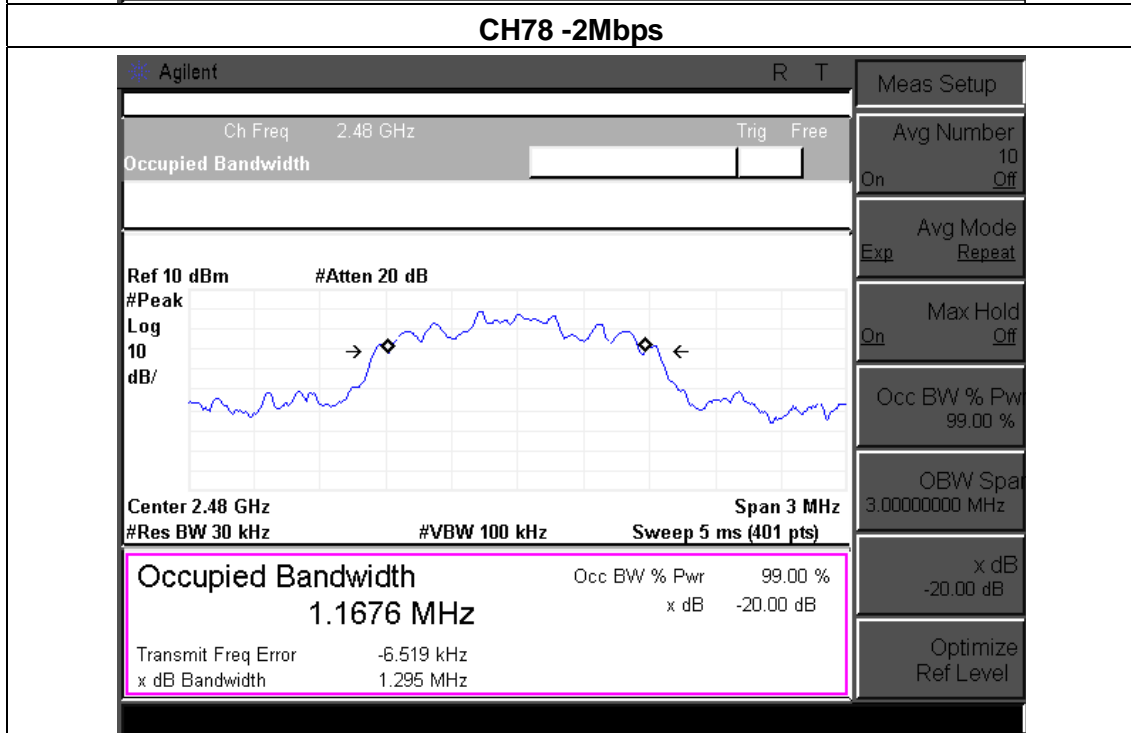 CH78 -2Mbps
Agilent R T
Ch Freq 2.48 GHz Trig Free
Occupied Bandwidth
Ref 10 dBm #Atten 20 dB
#Peak
Log
10
dB/
Center 2.48 GHz Span 3 MHz
#Res BW 30 kHz #VBW 100 kHz Sweep 5 ms (401 pts)
Occupied Bandwidth
1.1676 MHz
Occ BW % Pwr 99.00 %
x dB -20.00 dB
Transmit Freq Error -6.519 kHz
x dB Bandwidth 1.295 MHz
Meas Setup
Avg Number
10
On Off
Avg Mode
Exp Repeat
Max Hold
On Off
Occ BW % Pw
99.00 %
OBW Spa
3.00000000 MHz
x dB
-20.00 dB
Optimize
Ref Level